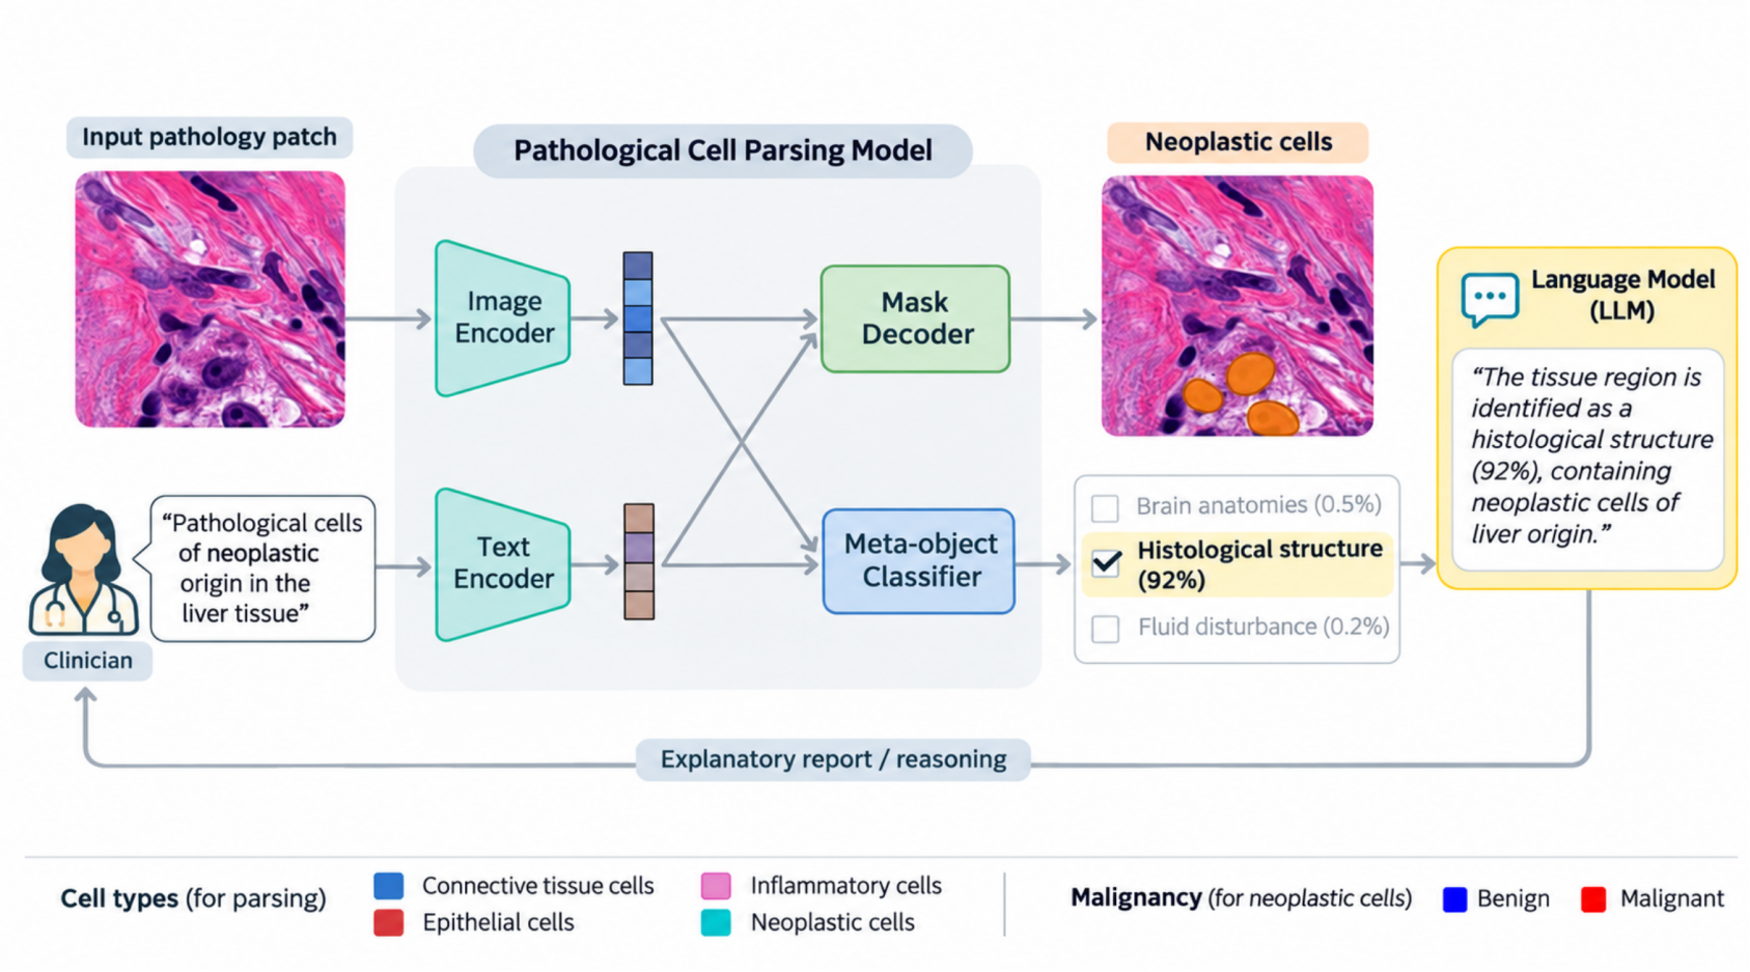 Input pathology patch
Pathological Cell Parsing Model
Neoplastic cells
Image
Encoder
Mask
Decoder
Language Model
(LLM)
“The tissue region is
identified as a
histological structure
(92%), containing
neoplastic cells of
liver origin.”
“Pathological cells
of neoplastic
origin in the
liver tissue”
Clinician
Text
Encoder
Meta-object
Classifier
Brain anatomies (0.5%)
Histological structure
(92%)
Fluid disturbance (0.2%)
Explanatory report / reasoning
Cell types (for parsing)
Connective tissue cells
Epithelial cells
Inflammatory cells
Neoplastic cells
Malignancy (for neoplastic cells)
Benign
Malignant